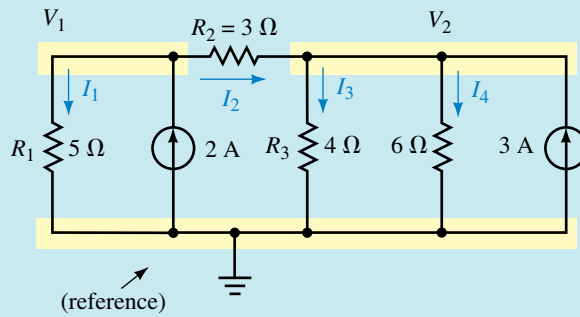 V1
R2 = 3 Ω
V2
I1
I2
I3
I4
R1
5 Ω
2 A
R3
4 Ω
6 Ω
3 A
(reference)